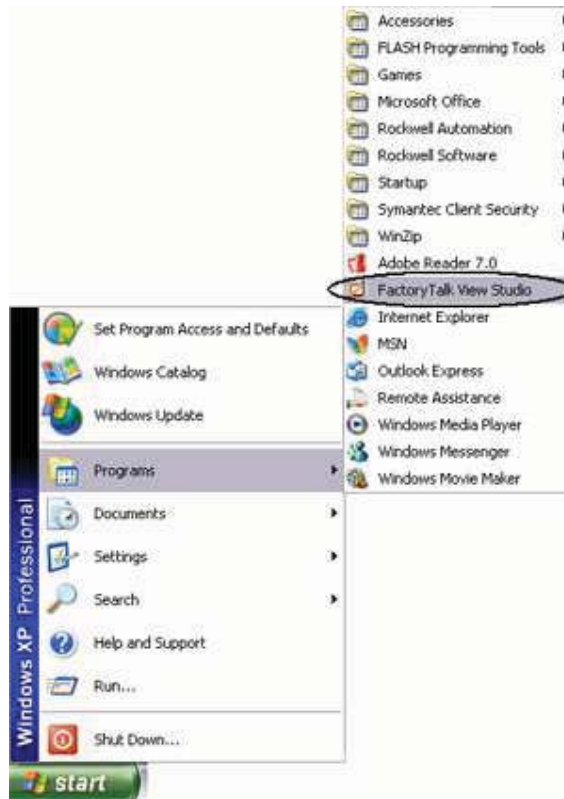 Accessories
FLASH Programming Tools
Games
Microsoft Office
Rockwell Automation
Rockwell Software
Startup
Symantec Client Security
WinZip
Adobe Reader 7.0
FactoryTalk View Studio
Internet Explorer
MSN
Outlook Express
Remote Assistance
Windows Media Player
Windows Messenger
Windows Movie Maker
Set Program Access and Defaults
Windows Catalog
Windows Update
Programs
Documents
Settings
Search
Help and Support
Run...
Shut Down...
Windows XP Professional
start